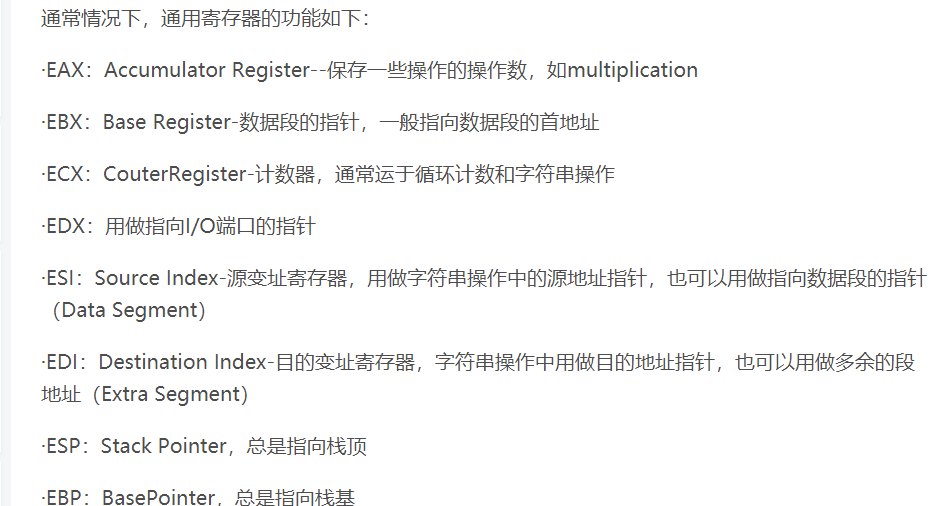 通常情况下，通用寄存器的功能如下：
·EAX：Accumulator Register--保存一些操作的操作数，如multiplication
·EBX：Base Register-数据段的指针，一般指向数据段的首地址
·ECX：CouterRegister-计数器，通常运于循环计数和字符串操作
·EDX：用做指向I/O端口的指针
·ESI：Source Index-源变址寄存器，用做字符串操作中的源地址指针，也可以用做指向数据段的指针
（Data Segment）
·EDI：Destination Index-目的变址寄存器，字符串操作中用做目的地址指针，也可以用做多余的段
地址（Extra Segment）
·ESP：Stack Pointer，总是指向栈顶
·EBP：BasePointer，总是指向栈基